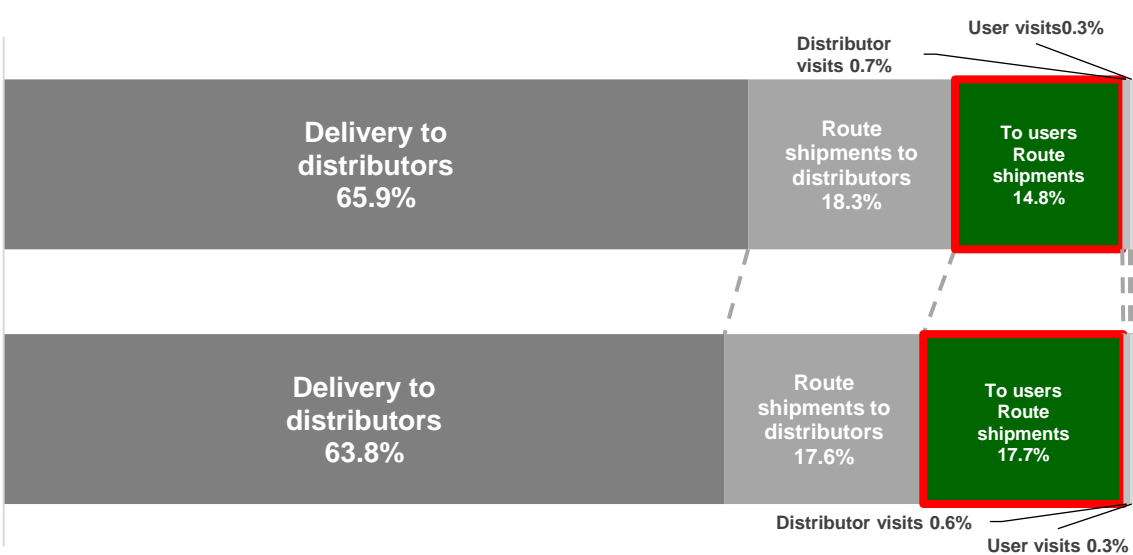 User visits0.3%
Distributor
visits 0.7%
Delivery to
distributors
65.9%
Route
shipments to
distributors
18.3%
To users
Route
shipments
14.8%
Delivery to
distributors
63.8%
Route
shipments to
distributors
17.6%
To users
Route
shipments
17.7%
Distributor visits 0.6%
User visits 0.3%